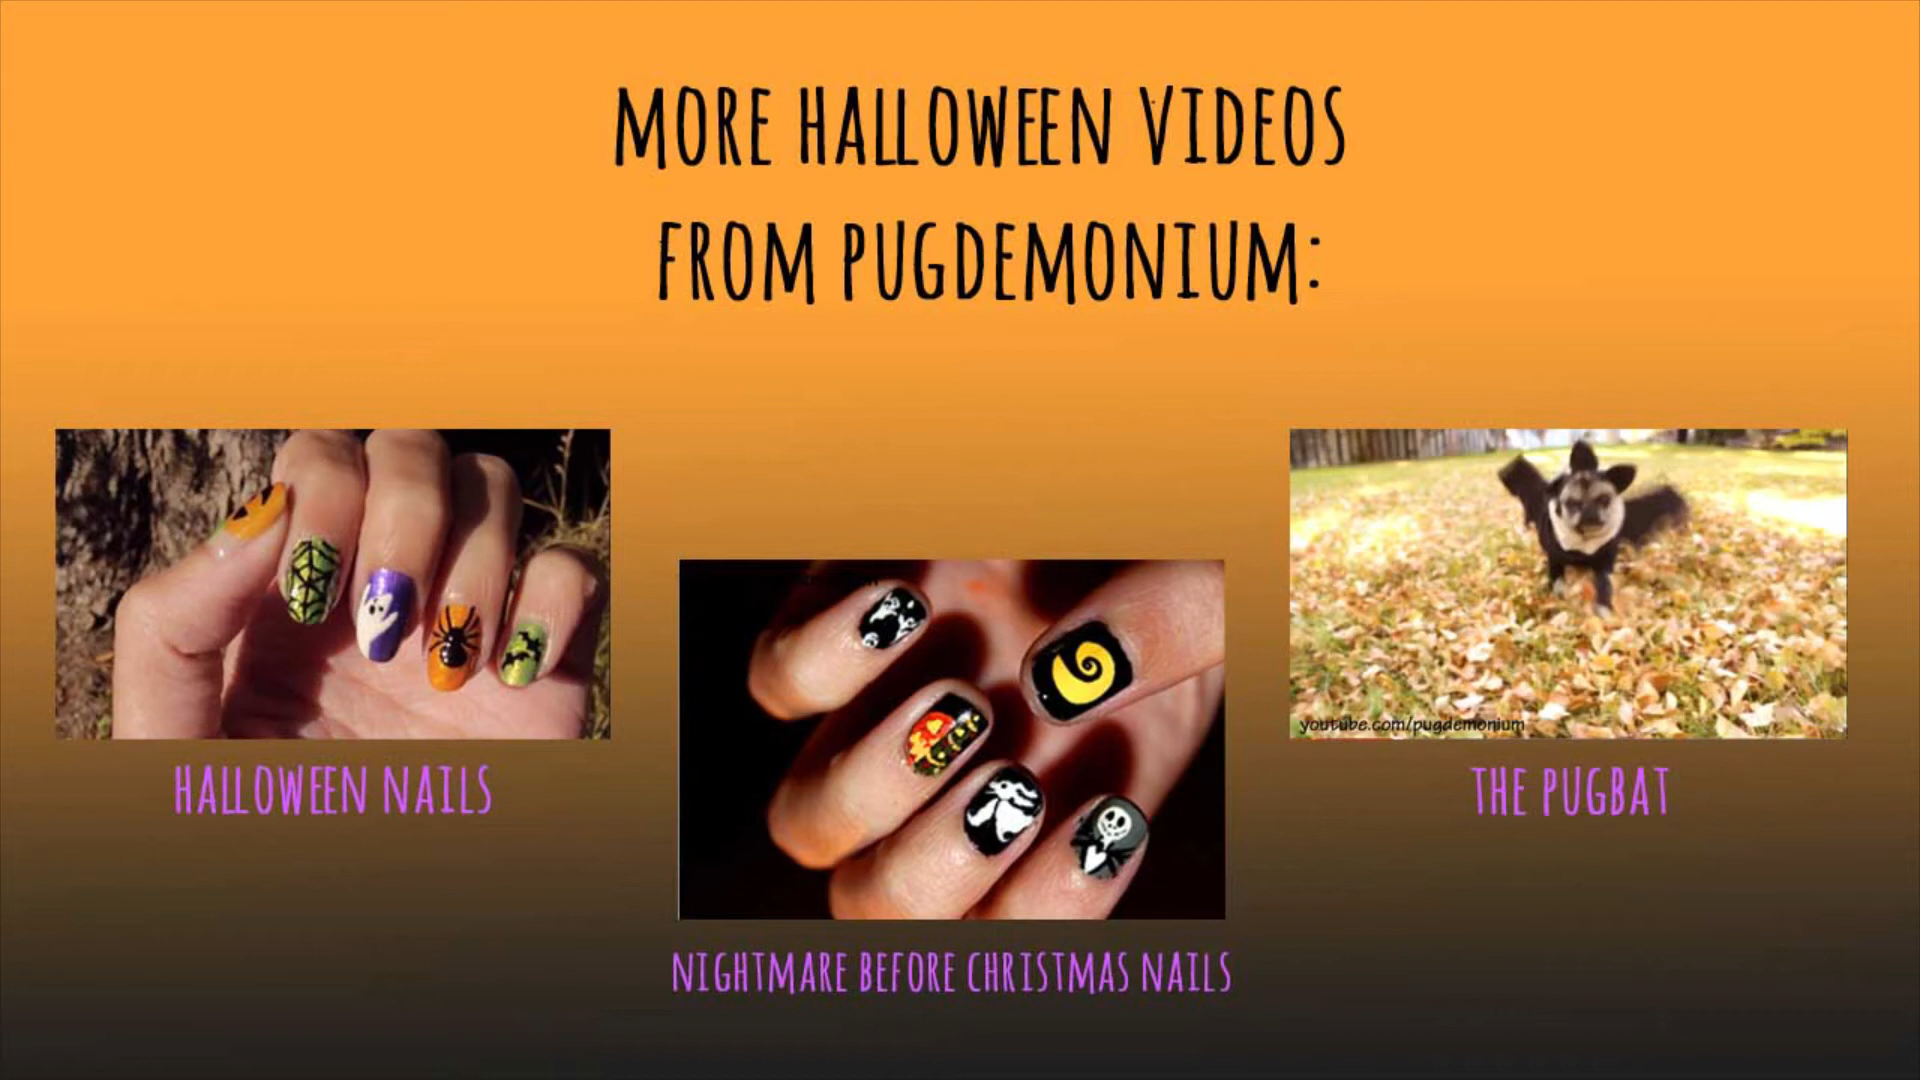 MORE HALLOWEEN VIDEOS
FROM PUGDEMONIUM:
youtube.com/pugdemonium
HALLOWEEN NAILS
THE PUGBAT
NIGHTMARE BEFORE CHRISTMAS NAILS